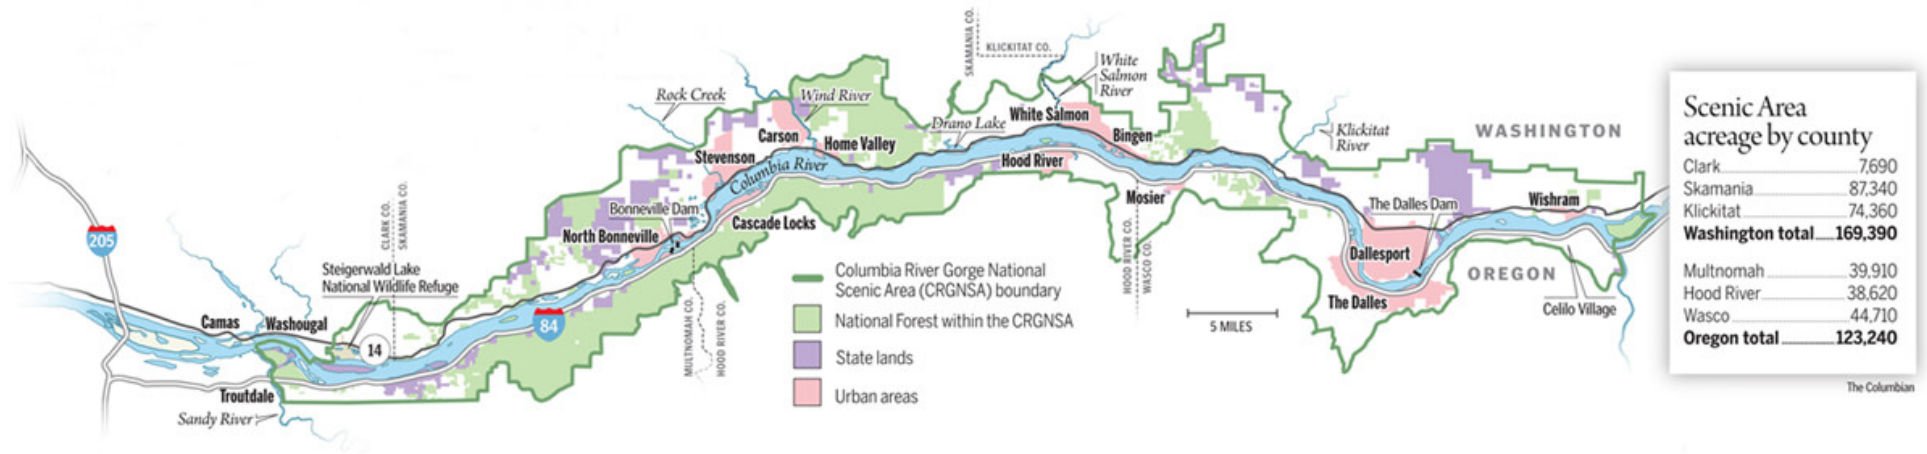 SKAMANIA CO.
KLICKITAT CO.
White
Salmon
River
Rock Creek
Wind River
Drano Lake
White Salmon
Bingen
Carson
Home Valley
Stevenson
Columbia River
Hood River
Klickitat
River
WASHINGTON
Mosier
The Dalles Dam
Wishram
Bonneville Dam
North Bonneville
Cascade Locks
CLARK CO.
SKAMANIA CO.
205
Steigerwald Lake
National Wildlife Refuge
HOOD RIVER CO.
WASCO CO.
Dallesport
OREGON
The Dalles
Celilo Village
Camas
Washougal
14
84
MULTNOMAH CO.
HOOD RIVER CO.
Troutdale
Sandy River
Columbia River Gorge National
Scenic Area (CRGNSA) boundary
National Forest within the CRGNSA
State lands
Urban areas
5 MILES
Scenic Area
acreage by county
Clark 7,690
Skamania 87,340
Klickitat 74,360
Washington total 169,390
Multnomah 39,910
Hood River 38,620
Wasco 44,710
Oregon total 123,240
The Columbian